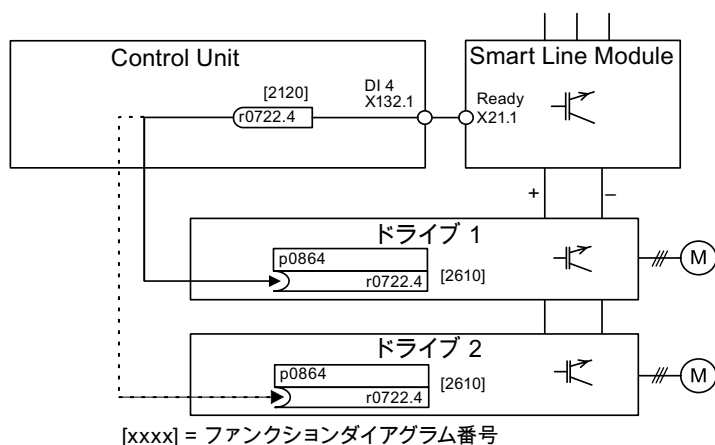 Control Unit
Smart Line Module
[2120]
r0722.4
DI 4
X132.1
Ready
X21.1
+
–
ドライブ 1
p0864
r0722.4
[2610]
M
ドライブ 2
p0864
r0722.4
[2610]
M
[xxxx] = ファンクションダイアグラム番号